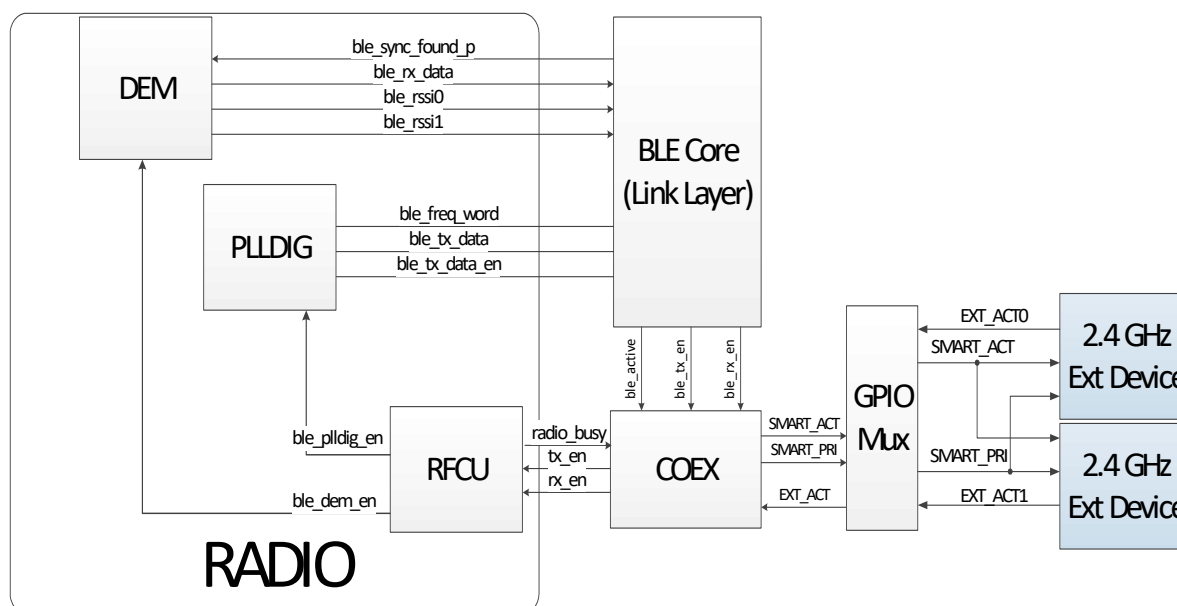 DEM
ble_sync_found_p
ble_rx_data
ble_rssi0
ble_rssi1
BLE Core
(Link Layer)
PLLDIG
ble_freq_word
ble_tx_data
ble_tx_data_en
ble_active
ble_tx_en
ble_rx_en
EXT_ACT0
SMART_ACT
2.4 GHz
Ext Device
GPIO
Mux
ble_plldig_en
RFCU
radio_busy
tx_en
rx_en
COEX
SMART_ACT
SMART_PRI
EXT_ACT
SMART_PRI
EXT_ACT1
2.4 GHz
Ext Device
ble_dem_en
RADIO